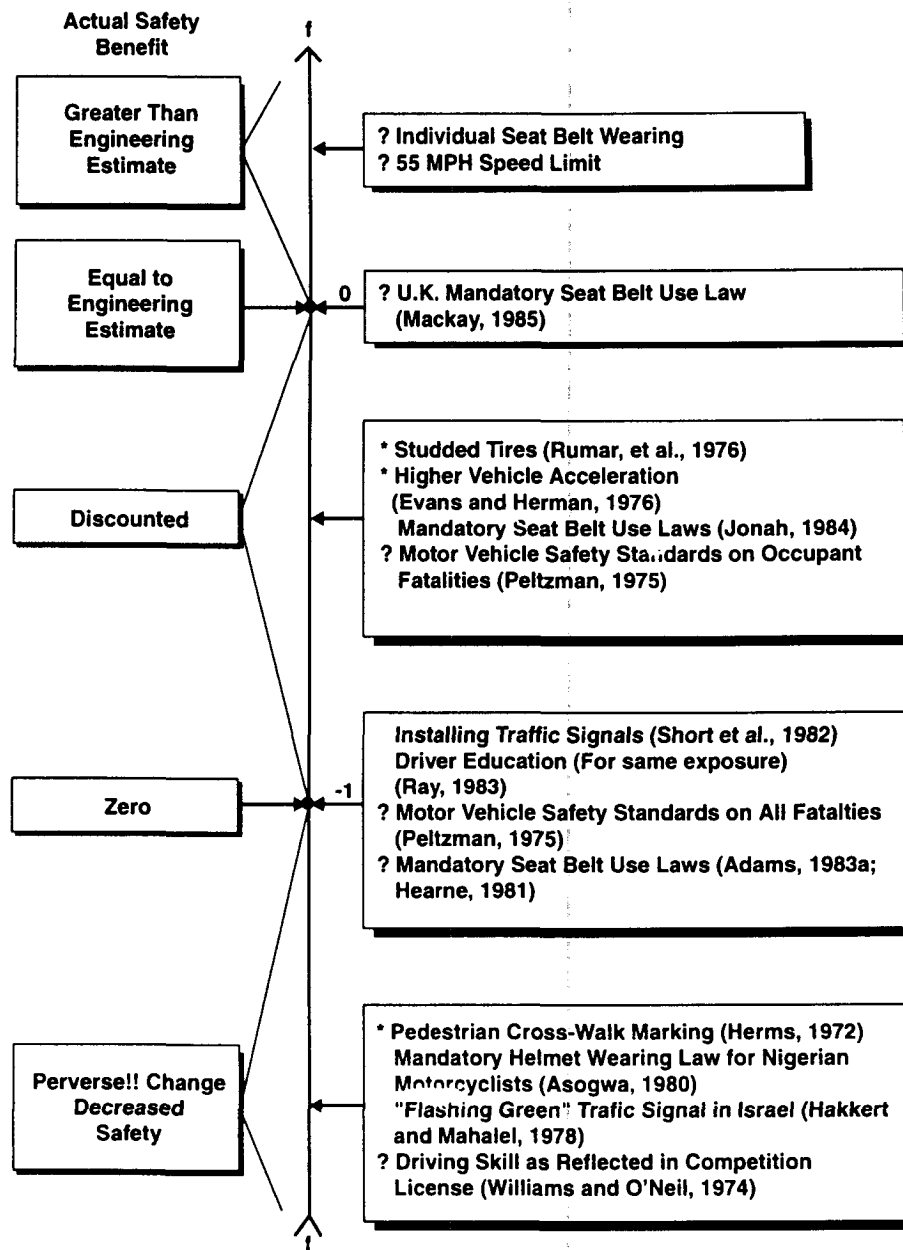 Actual Safety
Benefit
f
Greater Than
Engineering
Estimate
? Individual Seat Belt Wearing
? 55 MPH Speed Limit
Equal to
Engineering
Estimate
0
? U.K. Mandatory Seat Belt Use Law
(Mackay, 1985)
Discounted
* Studded Tires (Rumar, et al., 1976)
* Higher Vehicle Acceleration
(Evans and Herman, 1976)
Mandatory Seat Belt Use Laws (Jonah, 1984)
? Motor Vehicle Safety Standards on Occupant
Fatalities (Peltzman, 1975)
Zero
-1
Installing Traffic Signals (Short et al., 1982)
Driver Education (For same exposure)
(Ray, 1983)
? Motor Vehicle Safety Standards on All Fatalties
(Peltzman, 1975)
? Mandatory Seat Belt Use Laws (Adams, 1983a;
Hearne, 1981)
Perverse!! Change
Decreased
Safety
* Pedestrian Cross-Walk Marking (Herms, 1972)
Mandatory Helmet Wearing Law for Nigerian
Motorcyclists (Asogwa, 1980)
"Flashing Green" Trafic Signal in Israel (Hakkert
and Mahalel, 1978)
? Driving Skill as Reflected in Competition
License (Williams and O'Neil, 1974)
f